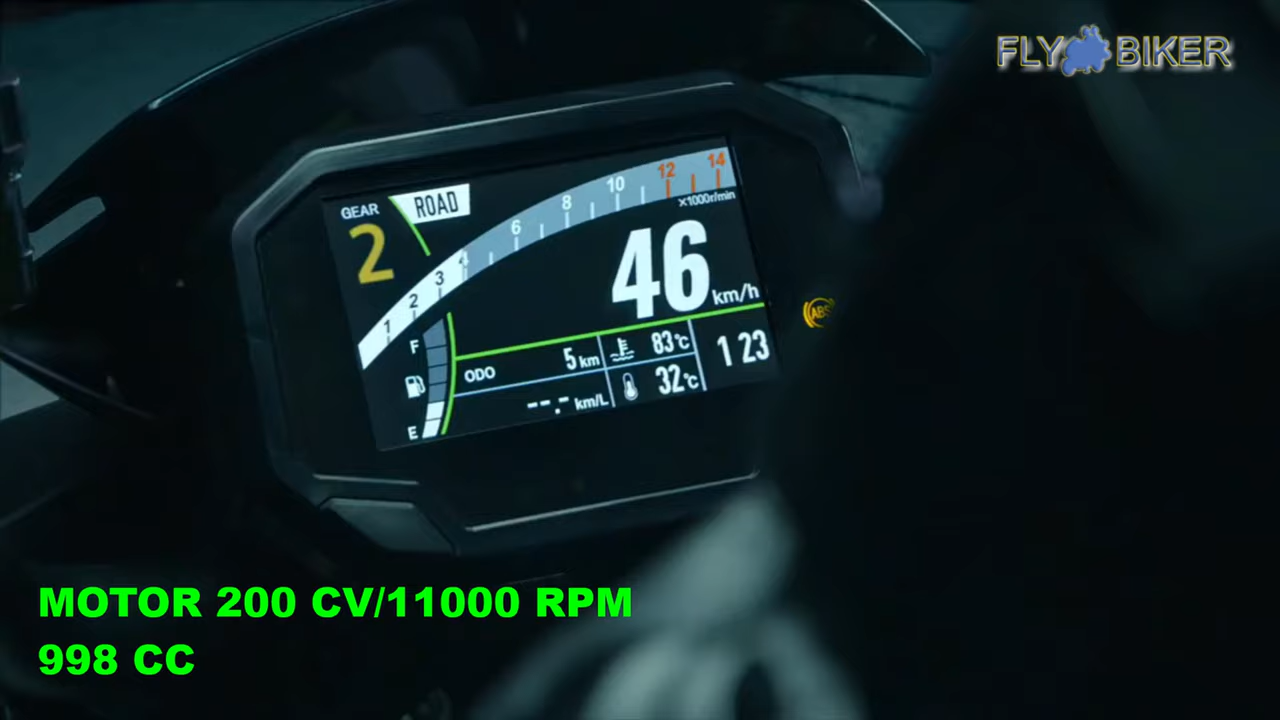 FLY BIKER
GEAR
ROAD
2
1 2 3 4 6 8 10 12 14
×1000r/min
46 km/h
F
E
ODO 5 km
83°C
--.- km/L
32°C
1 23
ABS
MOTOR 200 CV/11000 RPM
998 CC